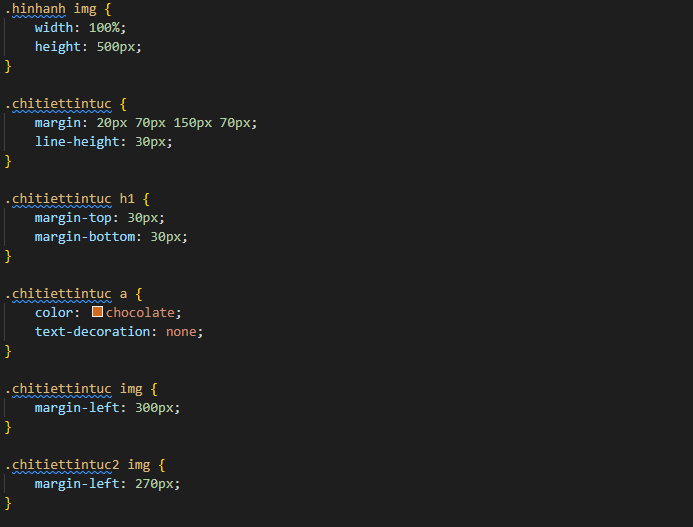 .hinhanh img {
    width: 100%;
    height: 500px;
}

.chitiettintuc {
    margin: 20px 70px 150px 70px;
    line-height: 30px;
}

.chitiettintuc h1 {
    margin-top: 30px;
    margin-bottom: 30px;
}

.chitiettintuc a {
    color: chocolate;
    text-decoration: none;
}

.chitiettintuc img {
    margin-left: 300px;
}

.chitiettintuc2 img {
    margin-left: 270px;
}